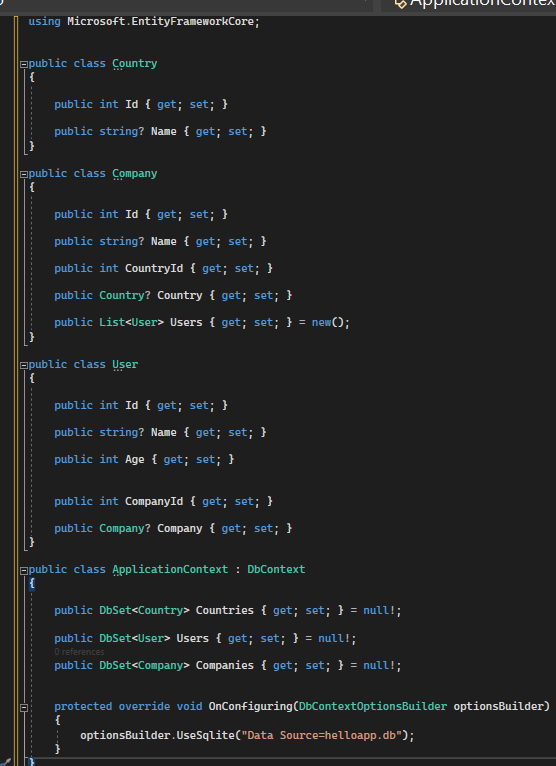 ApplicationContex
using Microsoft.EntityFrameworkCore;
public class Country
{
public int Id { get; set; }
public string? Name { get; set; }
}
public class Company
{
public int Id { get; set; }
public string? Name { get; set; }
public int CountryId { get; set; }
public Country? Country { get; set; }
public List<User> Users { get; set; } = new();
}
public class User
{
public int Id { get; set; }
public string? Name { get; set; }
public int Age { get; set; }
public int CompanyId { get; set; }
public Company? Company { get; set; }
}
public class ApplicationContext : DbContext
{
public DbSet<Country> Countries { get; set; } = null!;
public DbSet<User> Users { get; set; } = null!;
0 references
public DbSet<Company> Companies { get; set; } = null!;
protected override void OnConfiguring(DbContextOptionsBuilder optionsBuilder)
{
optionsBuilder.UseSqlite("Data Source=helloapp.db");
}
}